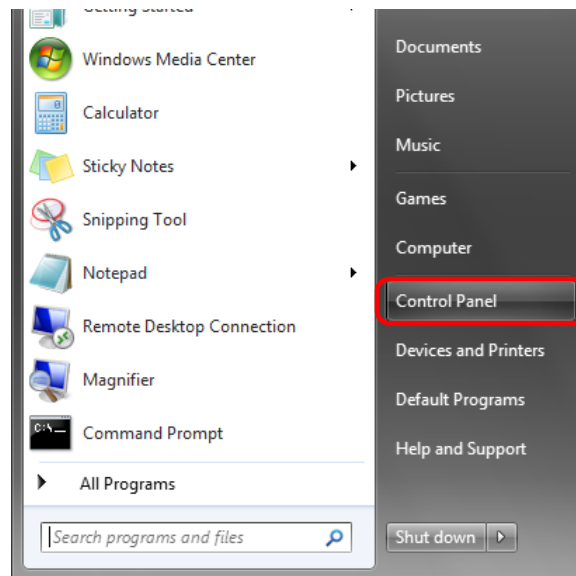 Getting Started
Windows Media Center
Calculator
Sticky Notes
Snipping Tool
Notepad
Remote Desktop Connection
Magnifier
Command Prompt
All Programs
Search programs and files
Documents
Pictures
Music
Games
Computer
Control Panel
Devices and Printers
Default Programs
Help and Support
Shut down